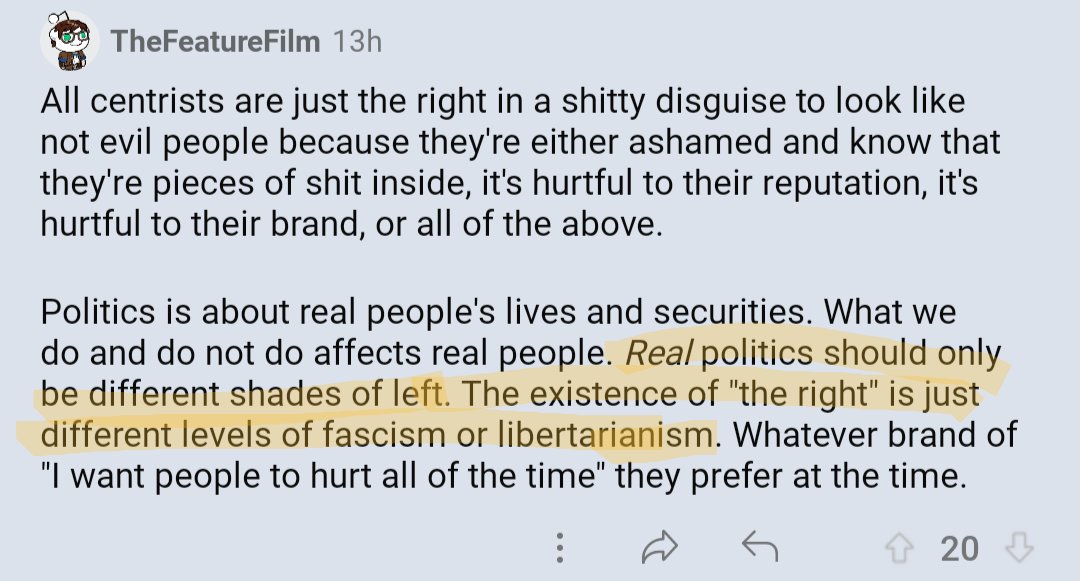 TheFeatureFilm 13h
All centrists are just the right in a shitty disguise to look like
not evil people because they're either ashamed and know that
they're pieces of shit inside, it's hurtful to their reputation, it's
hurtful to their brand, or all of the above.
Politics is about real people's lives and securities. What we
do and do not do affects real people. Real politics should only
be different shades of left. The existence of "the right" is just
different levels of fascism or libertarianism. Whatever brand of
"I want people to hurt all of the time" they prefer at the time.
20